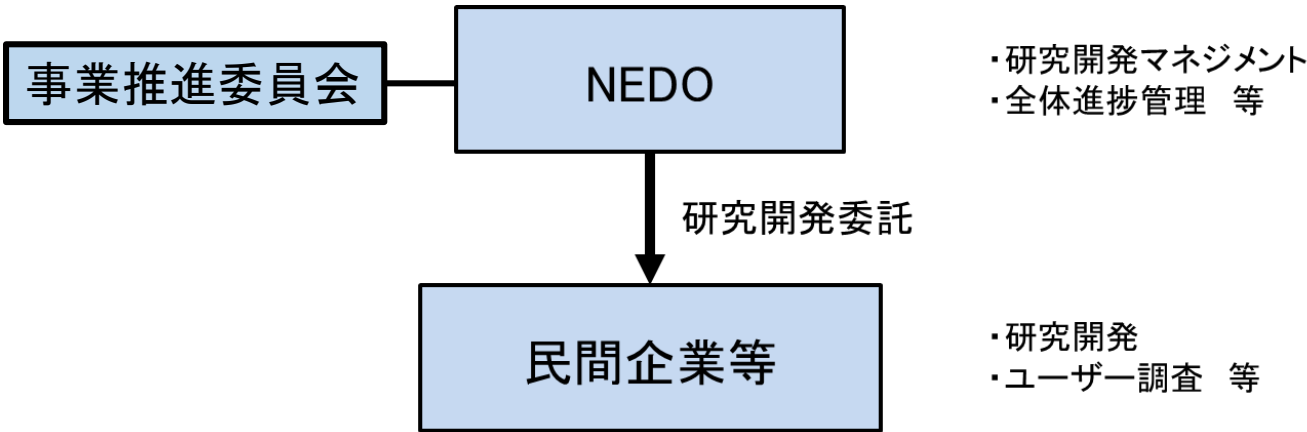 事業推進委員会
NEDO
・研究開発マネジメント
・全体進捗管理　等
研究開発委託
民間企業等
・研究開発
・ユーザー調査　等